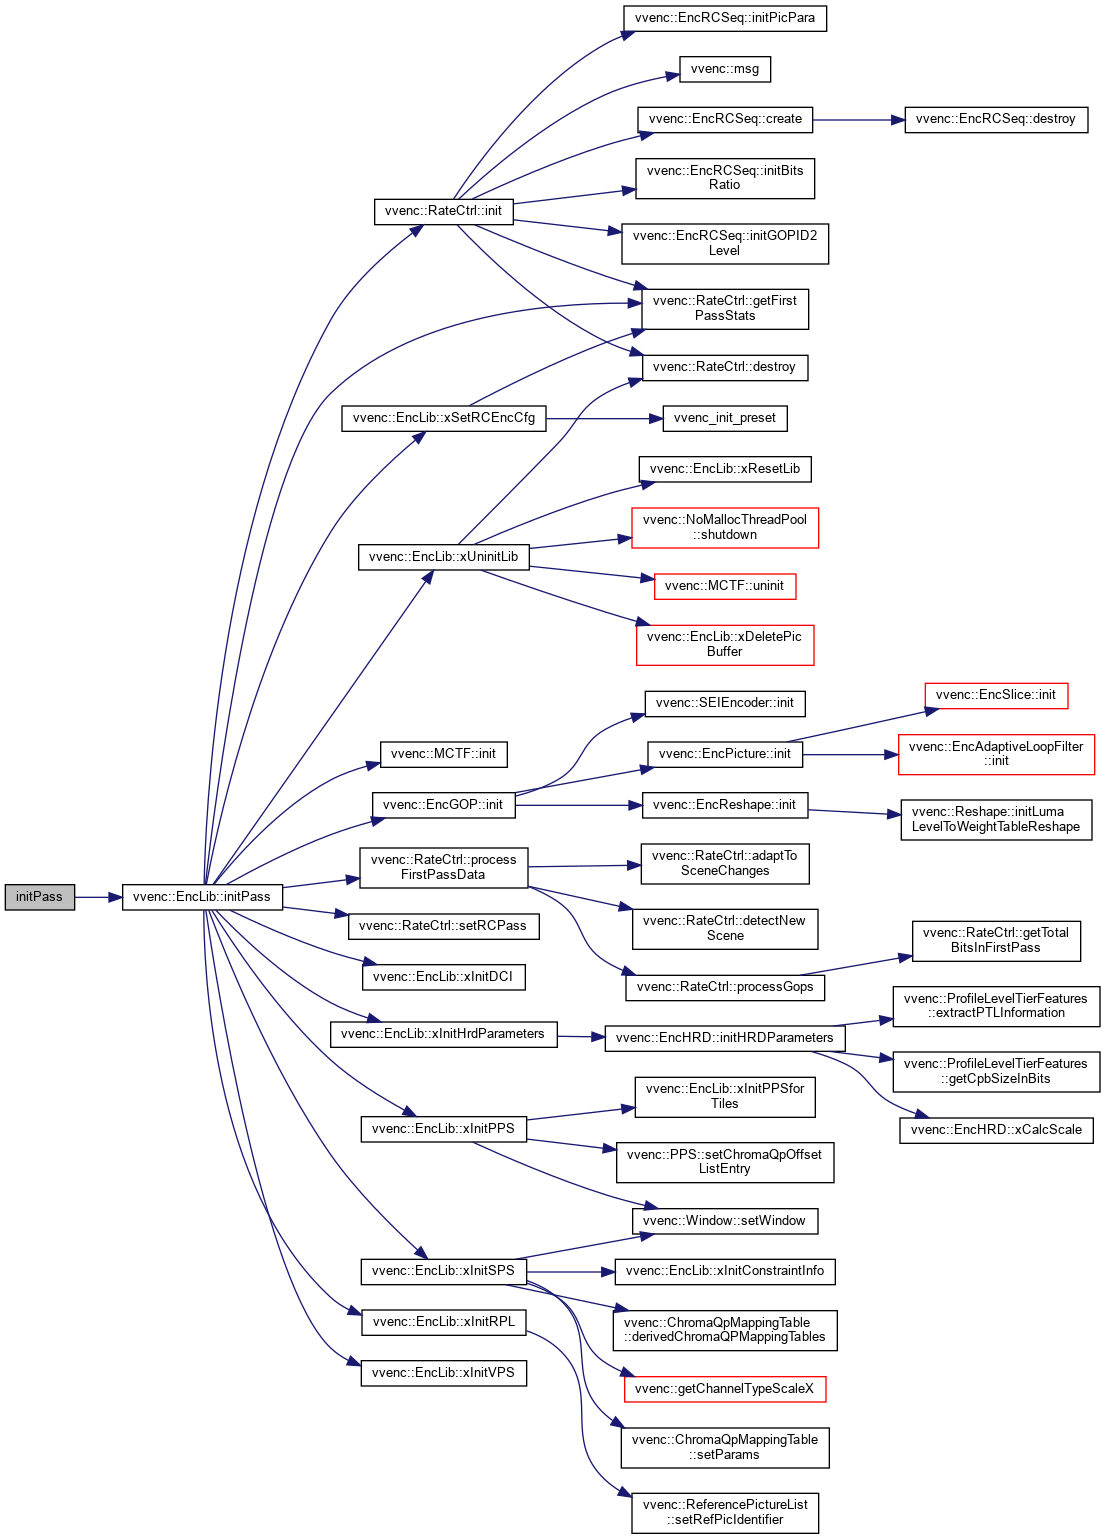 vvenc::EncRCSeq::initPicPara
vvenc::msg
vvenc::EncRCSeq::create
vvenc::EncRCSeq::destroy
vvenc::EncRCSeq::initBits
Ratio
vvenc::RateCtrl::init
vvenc::EncRCSeq::initGOPID2
Level
vvenc::RateCtrl::getFirst
PassStats
vvenc::RateCtrl::destroy
vvenc::EncLib::xSetRCEncCfg
vvenc_init_preset
vvenc::EncLib::xResetLib
vvenc::NoMallocThreadPool
::shutdown
vvenc::EncLib::xUninitLib
vvenc::MCTF::uninit
vvenc::EncLib::xDeletePic
Buffer
vvenc::SEIEncoder::init
vvenc::EncSlice::init
vvenc::MCTF::init
vvenc::EncPicture::init
vvenc::EncAdaptiveLoopFilter
::init
vvenc::EncGOP::init
vvenc::EncReshape::init
vvenc::Reshape::initLuma
LevelToWeightTableReshape
vvenc::RateCtrl::process
FirstPassData
vvenc::RateCtrl::adaptTo
SceneChanges
initPass
vvenc::EncLib::initPass
vvenc::RateCtrl::setRCPass
vvenc::RateCtrl::detectNew
Scene
vvenc::RateCtrl::getTotal
BitsInFirstPass
vvenc::EncLib::xInitDCI
vvenc::RateCtrl::processGops
vvenc::ProfileLevelTierFeatures
::extractPTLInformation
vvenc::EncLib::xInitHrdParameters
vvenc::EncHRD::initHRDParameters
vvenc::ProfileLevelTierFeatures
::getCpbSizeInBits
vvenc::EncLib::xInitPPSfor
Tiles
vvenc::EncHRD::xCalcScale
vvenc::EncLib::xInitPPS
vvenc::PPS::setChromaQpOffset
ListEntry
vvenc::Window::setWindow
vvenc::EncLib::xInitSPS
vvenc::EncLib::xInitConstraintInfo
vvenc::EncLib::xInitRPL
vvenc::ChromaQpMappingTable
::derivedChromaQPMappingTables
vvenc::EncLib::xInitVPS
vvenc::getChannelTypeScaleX
vvenc::ChromaQpMappingTable
::setParams
vvenc::ReferencePictureList
::setRefPicIdentifier